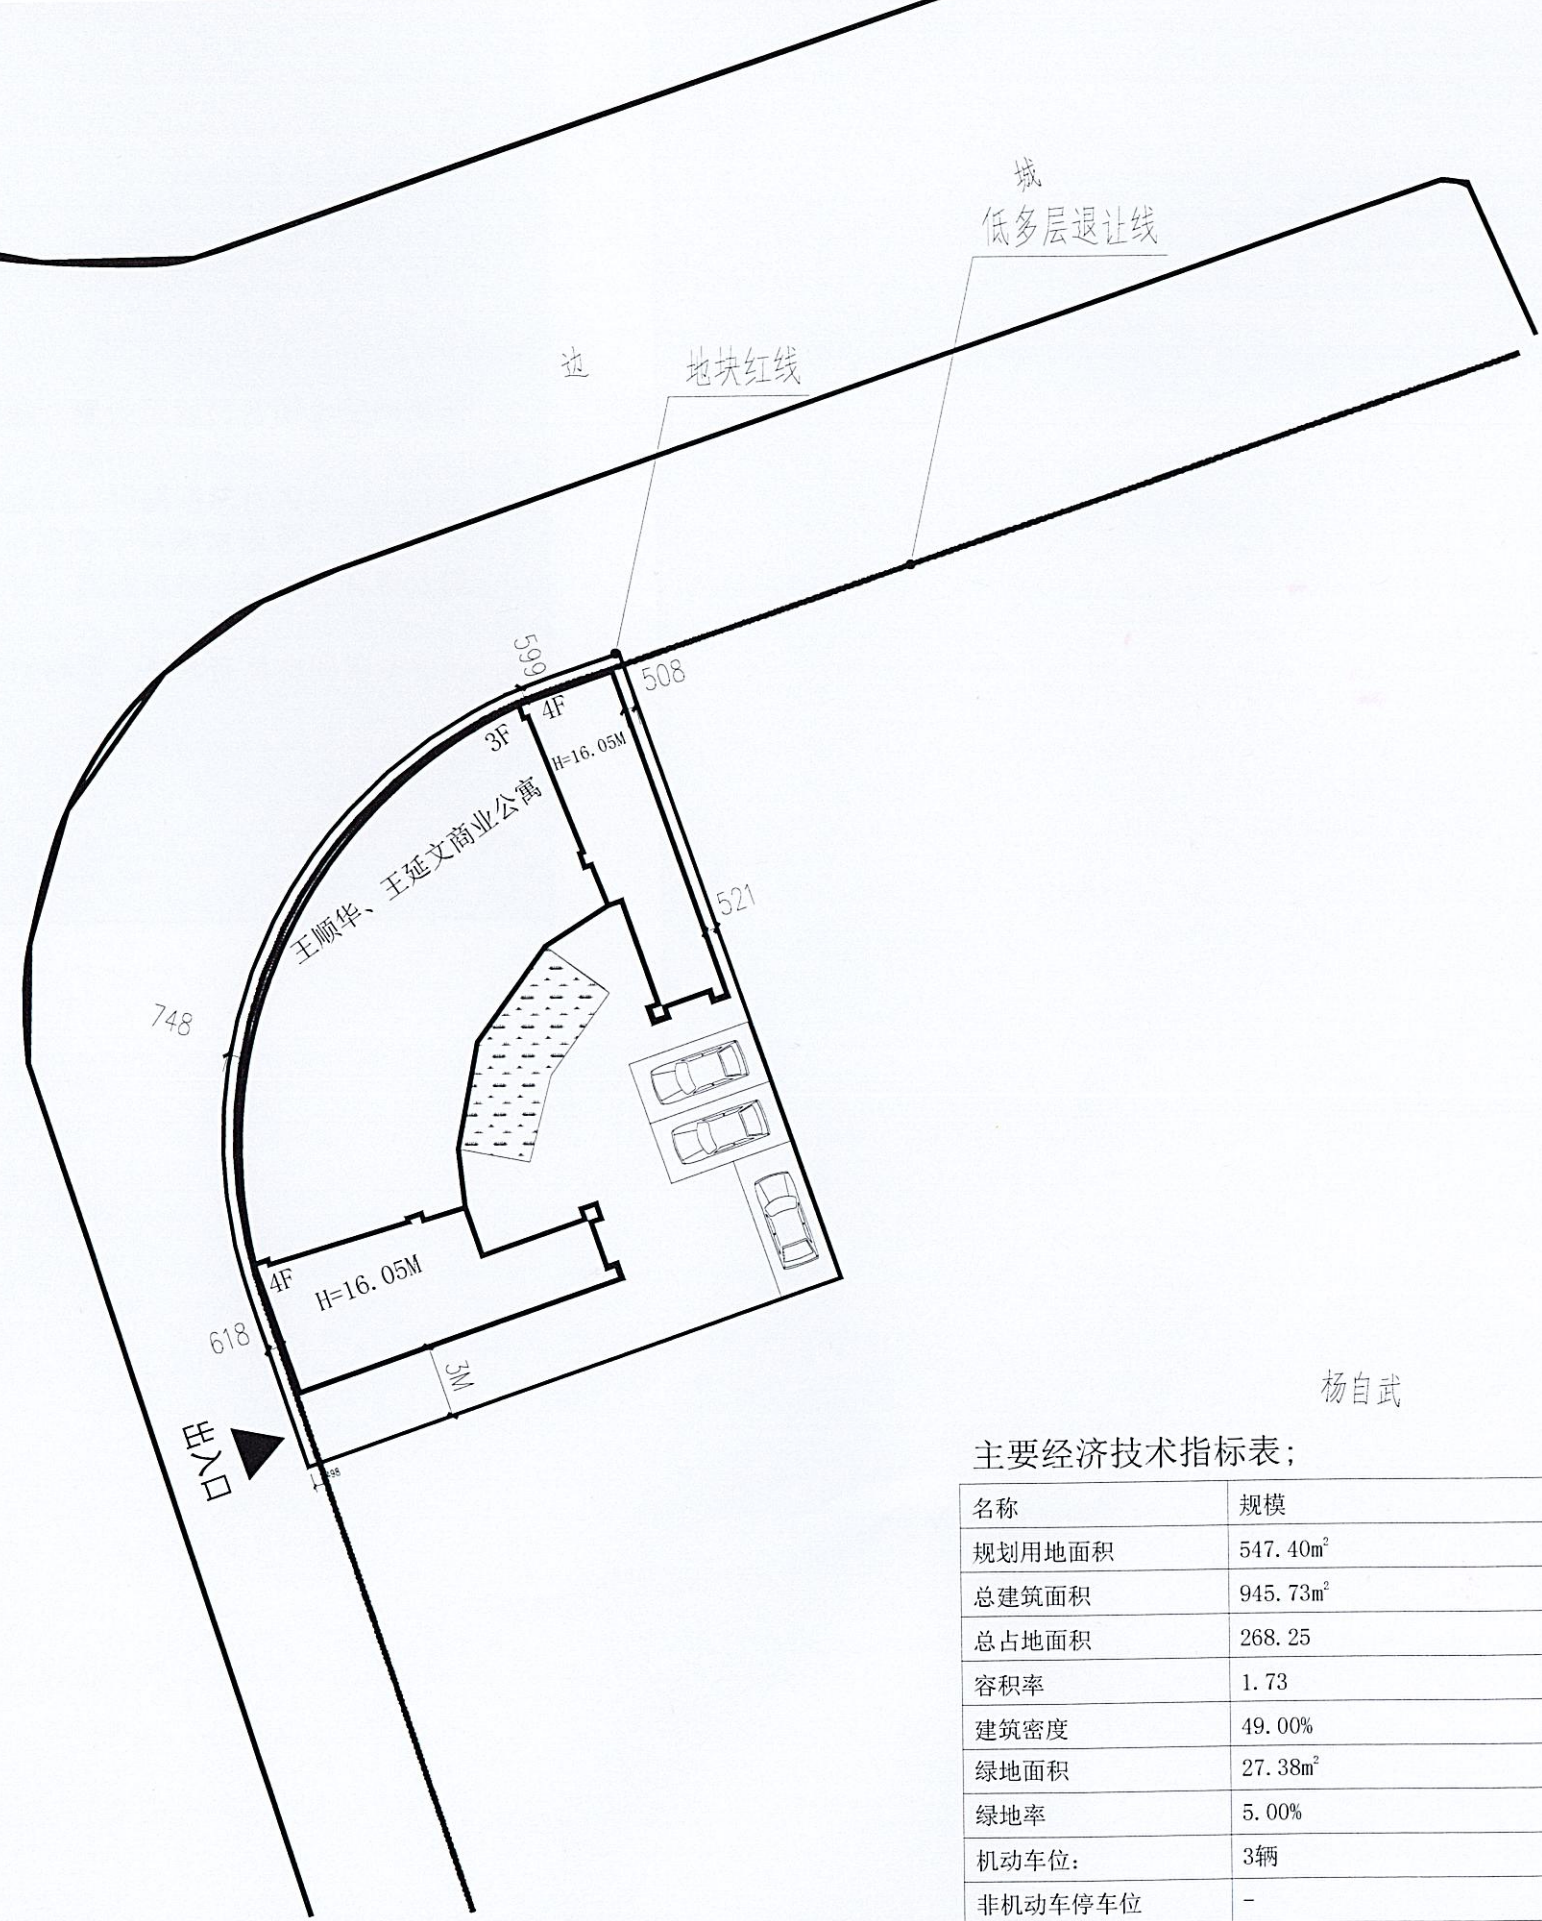 城
低多层退让线
边
地块红线
599
508
4F
3F
H=16.05M
王顺华、王延文商业公寓
521
748
4F
H=16.05M
618
3M
出入口
498
杨自武
主要经济技术指标表；
名称 规模
规划用地面积 547.40㎡
总建筑面积 945.73㎡
总占地面积 268.25
容积率 1.73
建筑密度 49.00%
绿地面积 27.38㎡
绿地率 5.00%
机动车位： 3辆
非机动车停车位 -